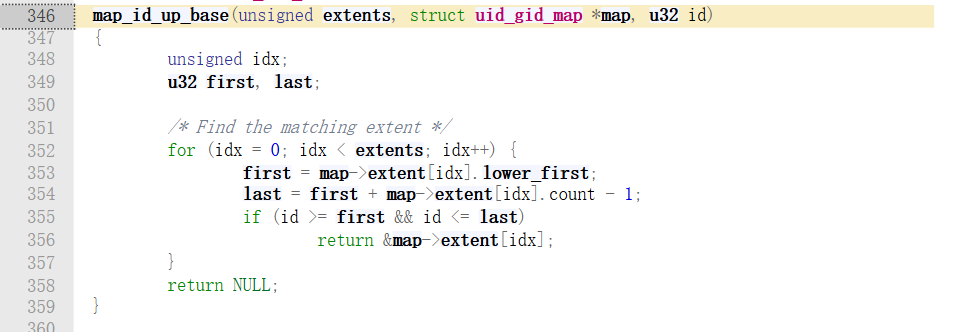 346 map_id_up_base(unsigned extents, struct uid_gid_map *map, u32 id)
347 {
348 unsigned idx;
349 u32 first, last;
350
351 /* Find the matching extent */
352 for (idx = 0; idx < extents; idx++) {
353 first = map->extent[idx].lower_first;
354 last = first + map->extent[idx].count - 1;
355 if (id >= first && id <= last)
356 return &map->extent[idx];
357 }
358 return NULL;
359 }
360